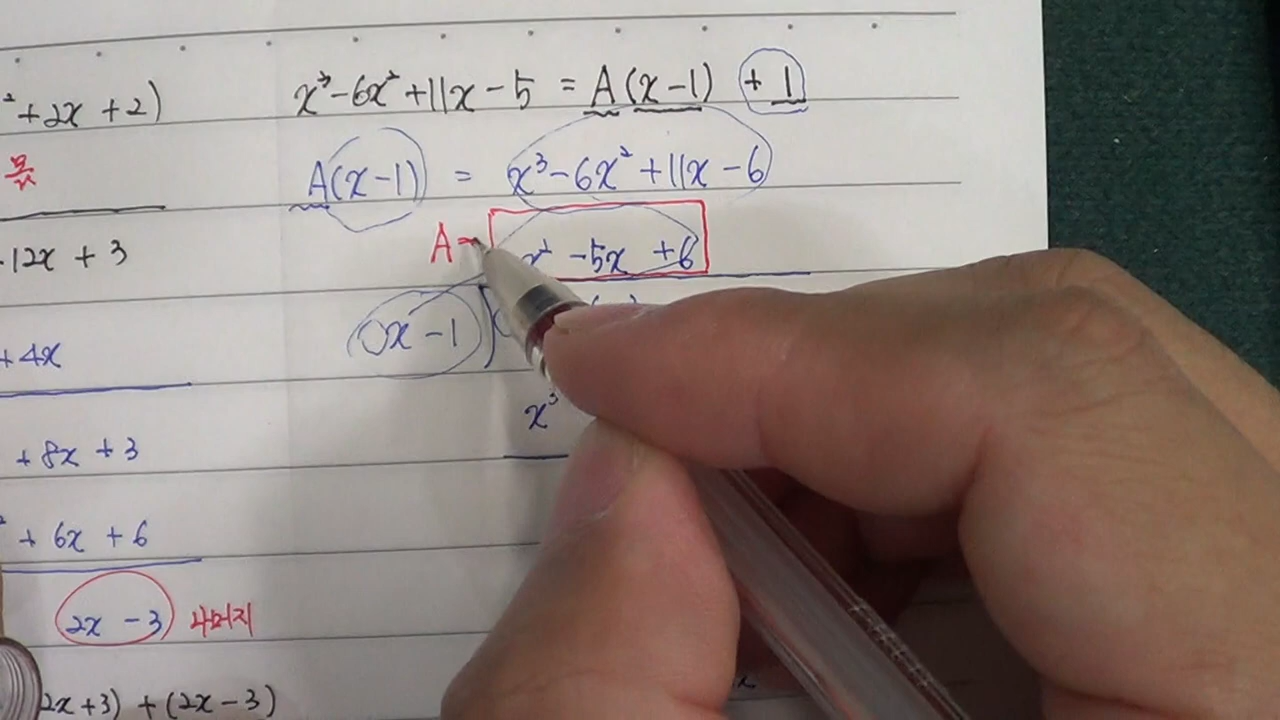 ² + 2x + 2)
몫
-12x + 3
+ 4x
+ 8x + 3
+ 6x + 6
2x - 3 나머지
2x+3) + (2x - 3)
x³ - 6x² + 11x - 5 = A(x-1) + 1
A(x-1) = x³ - 6x² + 11x - 6
A= x² - 5x + 6
x - 1
x³